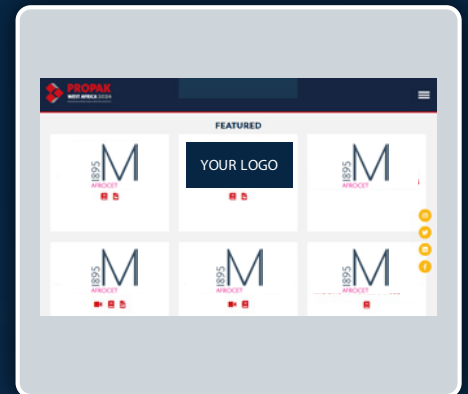 PROPAK
WEST AFRICA 2024
FEATURED
1895 M
AFROCET
YOUR LOGO
1895 M
AFROCET
1895 M
AFROCET
1895 M
AFROCET
1895 M
AFROCET